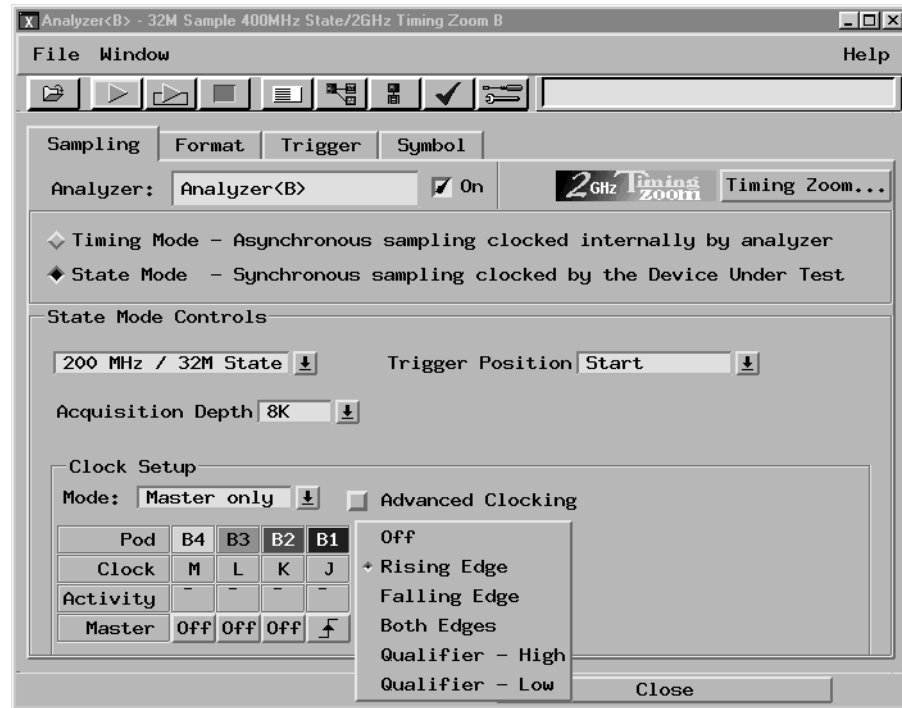 Analyzer<B> - 32M Sample 400MHz State/2GHz Timing Zoom B
File Window Help
Sampling Format Trigger Symbol
Analyzer: Analyzer<B> On 2GHz Timing zoom Timing Zoom...
Timing Mode - Asynchronous sampling clocked internally by analyzer
State Mode - Synchronous sampling clocked by the Device Under Test
State Mode Controls
200 MHz / 32M State Trigger Position Start
Acquisition Depth 8K
Clock Setup
Mode: Master only Advanced Clocking
Pod B4 B3 B2 B1
Clock M L K J
Activity
Master Off Off Off
Off
Rising Edge
Falling Edge
Both Edges
Qualifier - High
Qualifier - Low
Close